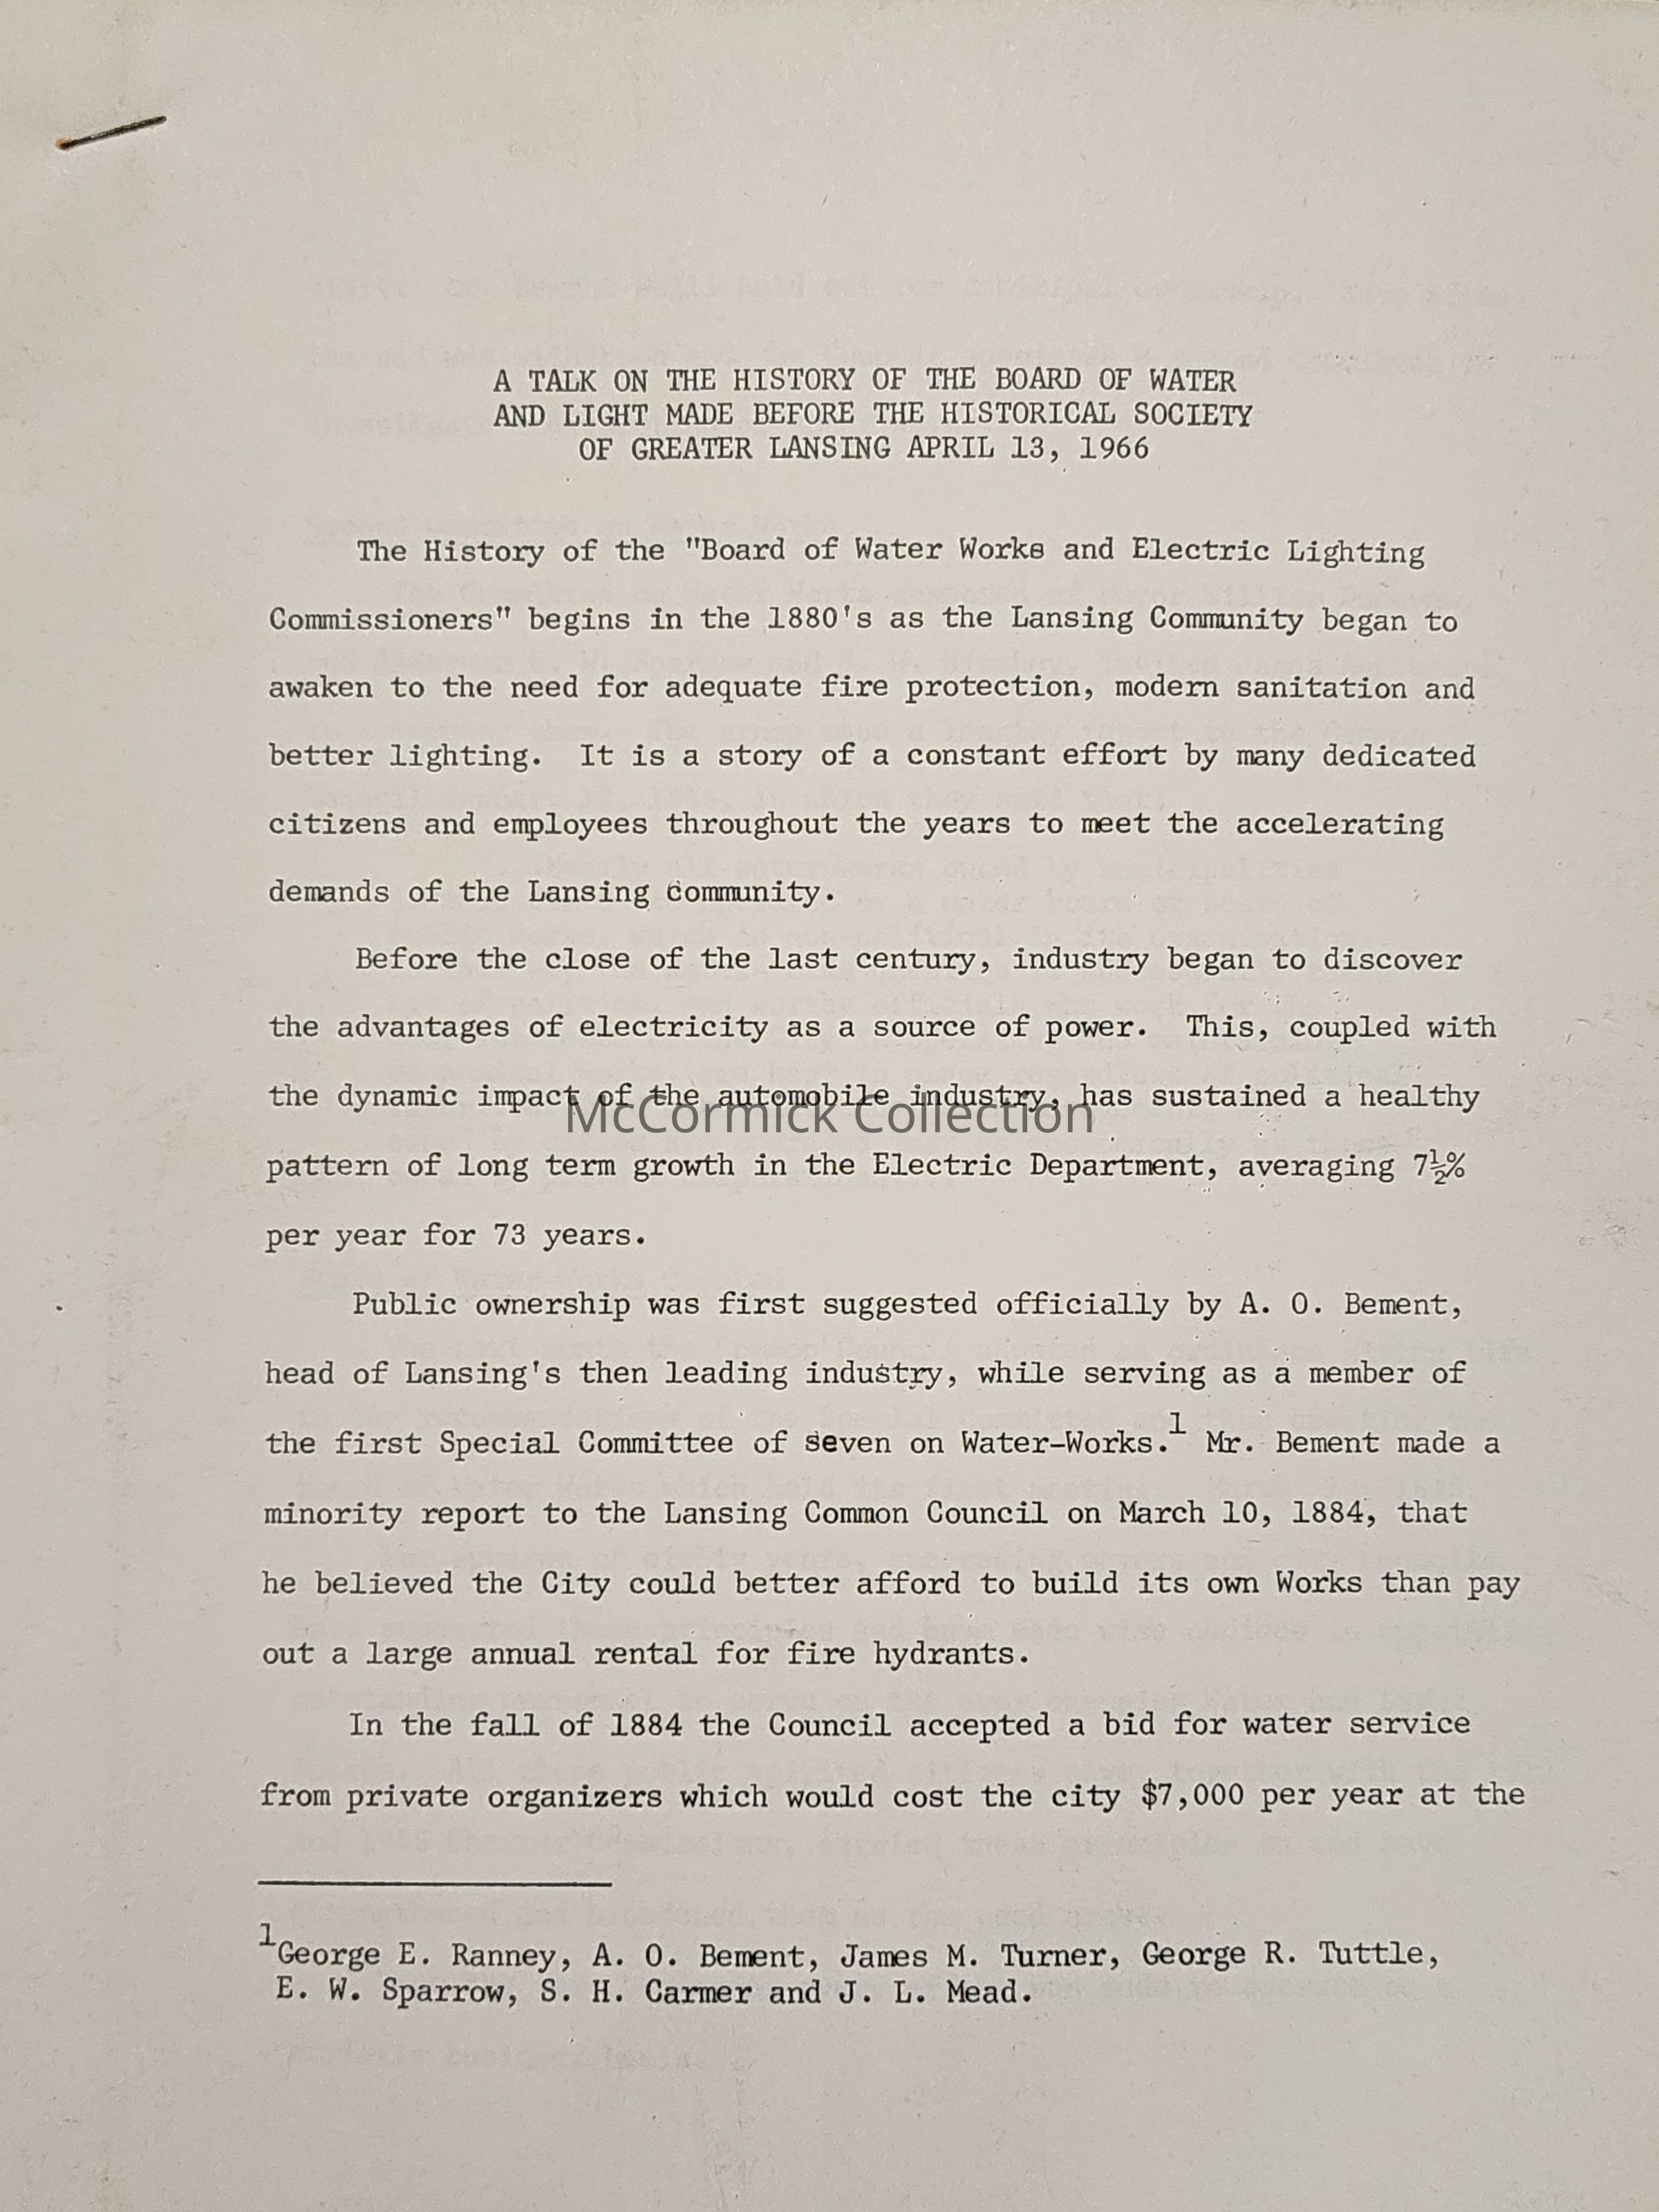 A TALK ON THE HISTORY OF THE BOARD OF WATER
AND LIGHT MADE BEFORE THE HISTORICAL SOCIETY
OF GREATER LANSING APRIL 13, 1966
The History of the "Board of Water Works and Electric Lighting
Commissioners" begins in the 1880's as the Lansing Community began to
awaken to the need for adequate fire protection, modern sanitation and
better lighting. It is a story of a constant effort by many dedicated
citizens and employees throughout the years to meet the accelerating
demands of the Lansing community.
Before the close of the last century, industry began to discover
the advantages of electricity as a source of power. This, coupled with
the dynamic impact of the automobile industry, has sustained a healthy
McCormick Collection
pattern of long term growth in the Electric Department, averaging 7½%
per year for 73 years.
Public ownership was first suggested officially by A. O. Bement,
head of Lansing's then leading industry, while serving as a member of
the first Special Committee of seven on Water-Works.1 Mr. Bement made a
minority report to the Lansing Common Council on March 10, 1884, that
he believed the City could better afford to build its own Works than pay
out a large annual rental for fire hydrants.
In the fall of 1884 the Council accepted a bid for water service
from private organizers which would cost the city $7,000 per year at the
1George E. Ranney, A. O. Bement, James M. Turner, George R. Tuttle,
E. W. Sparrow, S. H. Carmer and J. L. Mead.